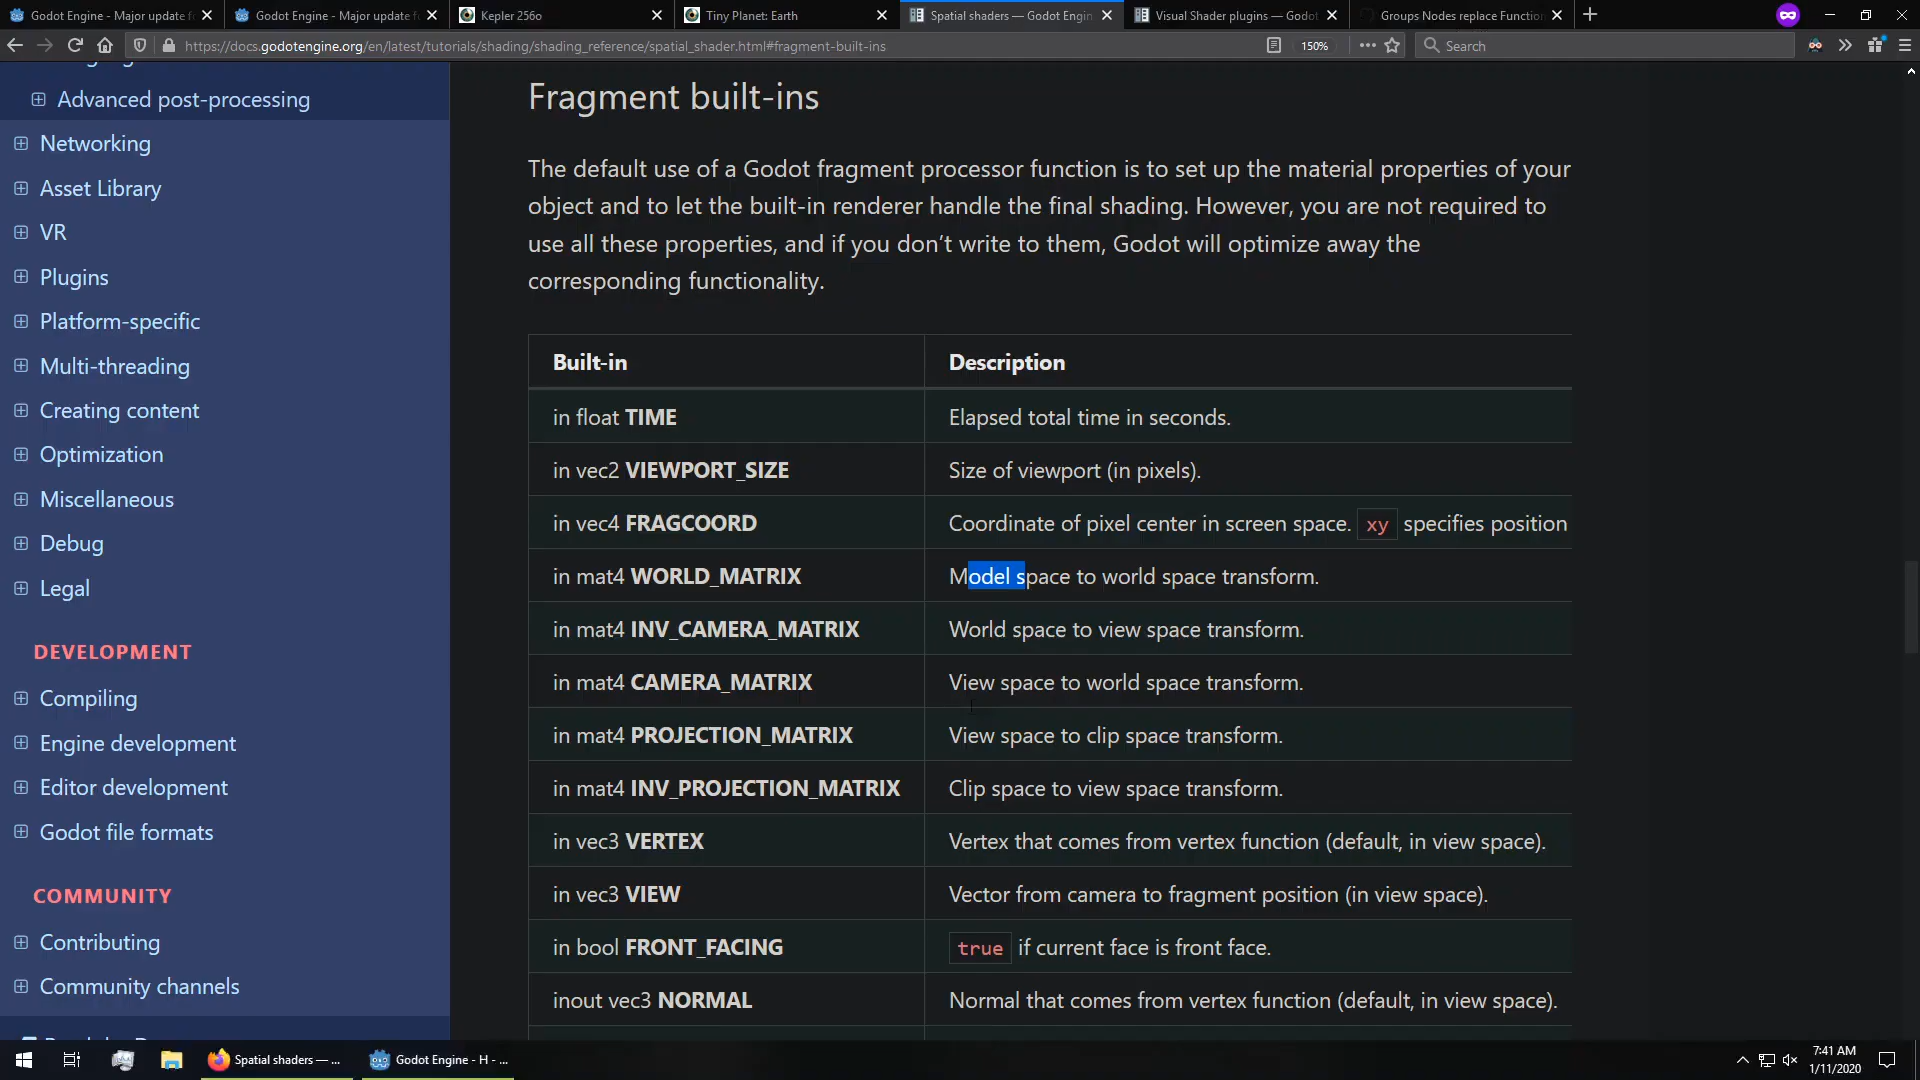 Godot Engine - Major update f
Godot Engine - Major update f
Kepler 256o
Tiny Planet: Earth
Spatial shaders — Godot Engin
Visual Shader plugins — Godot
Groups Nodes replace Function
https://docs.godotengine.org/en/latest/tutorials/shading/shading_reference/spatial_shader.html#fragment-built-ins
150%
Search
Advanced post-processing
Networking
Asset Library
VR
Plugins
Platform-specific
Multi-threading
Creating content
Optimization
Miscellaneous
Debug
Legal
DEVELOPMENT
Compiling
Engine development
Editor development
Godot file formats
COMMUNITY
Contributing
Community channels
Fragment built-ins
The default use of a Godot fragment processor function is to set up the material properties of your
object and to let the built-in renderer handle the final shading. However, you are not required to
use all these properties, and if you don’t write to them, Godot will optimize away the
corresponding functionality.
Built-in Description
in float TIME Elapsed total time in seconds.
in vec2 VIEWPORT_SIZE Size of viewport (in pixels).
in vec4 FRAGCOORD Coordinate of pixel center in screen space. xy specifies position
in mat4 WORLD_MATRIX Model space to world space transform.
in mat4 INV_CAMERA_MATRIX World space to view space transform.
in mat4 CAMERA_MATRIX View space to world space transform.
in mat4 PROJECTION_MATRIX View space to clip space transform.
in mat4 INV_PROJECTION_MATRIX Clip space to view space transform.
in vec3 VERTEX Vertex that comes from vertex function (default, in view space).
in vec3 VIEW Vector from camera to fragment position (in view space).
in bool FRONT_FACING true if current face is front face.
inout vec3 NORMAL Normal that comes from vertex function (default, in view space).
Spatial shaders — ...
Godot Engine - H - ...
7:41 AM
1/11/2020